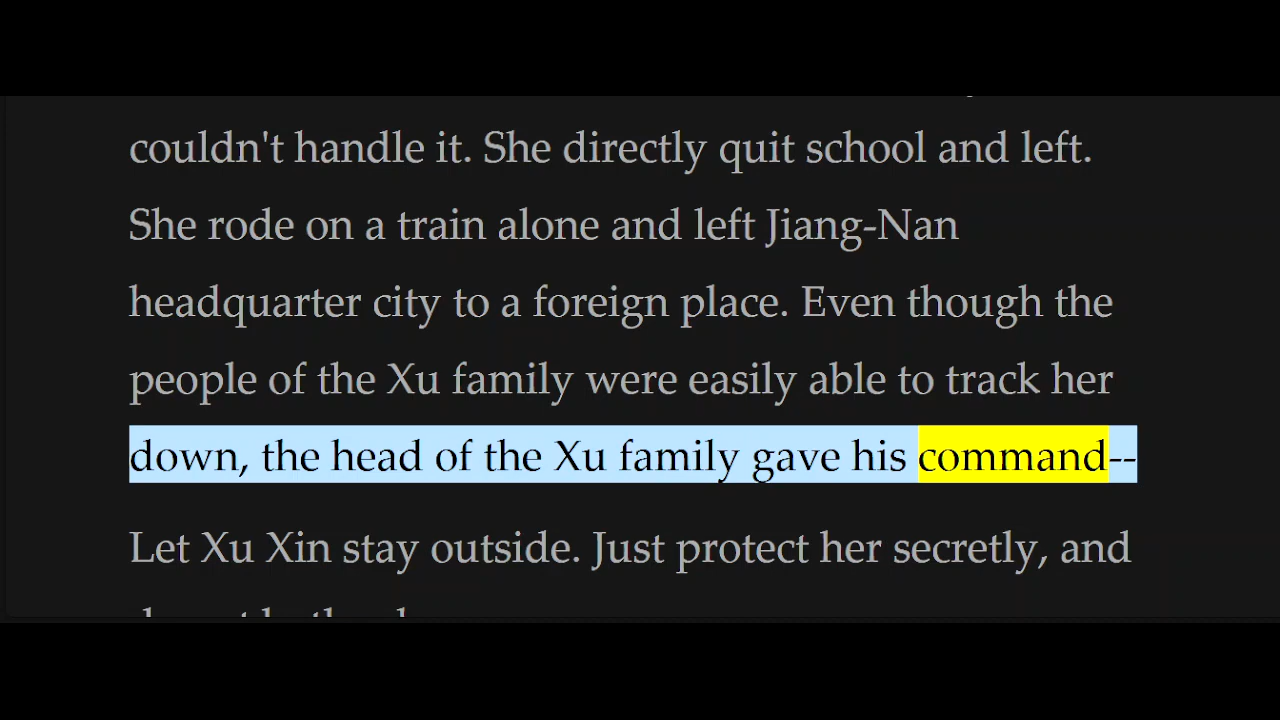 couldn't handle it. She directly quit school and left.
She rode on a train alone and left Jiang-Nan
headquarter city to a foreign place. Even though the
people of the Xu family were easily able to track her
down, the head of the Xu family gave his command--
Let Xu Xin stay outside. Just protect her secretly, and